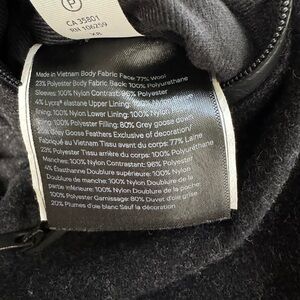 P
CA 35801
RN 106259
Made in Vietnam Body Fabric Face: 77% Wool
23% Polyester Body Fabric Back: 100% Polyurethane
Sleeves: 100% Nylon Contrast: 96% Polyester
4% Lycra® elastane Upper Lining: 100% Nylon
lining: 100% Nylon Lower Lining: 100% Nylon
lining: 100% Polyester Filling: 80% Grey goose down
20% Grey Goose Feathers Exclusive of decoration/
Fabriqué au Vietnam Tissu avant du corps: 77% Laine
23% Polyester Tissu arrière du corps: 100% Polyuréthane
Manches: 100% Nylon Contraste: 96% Polyester
4% Élasthanne Doublure supérieure: 100% Nylon
Doublure de manche: 100% Nylon Doublure de la
partie inférieure: 100% Nylon Doublure de la poche
100% Polyester Garnissage: 80% Duvet d'oie grise
20% Plumes d'oie blanc Sauf la décoration